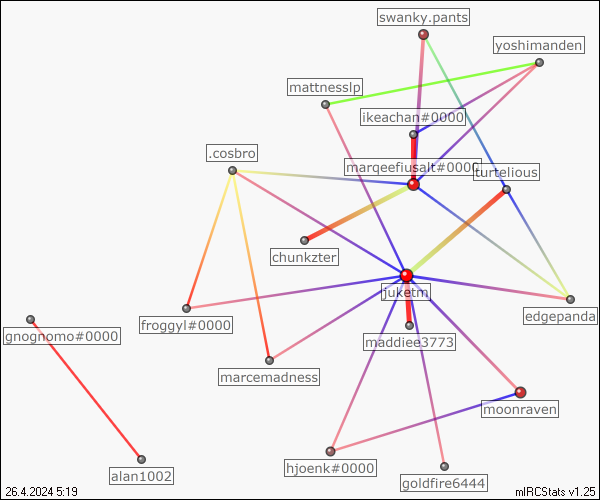 swanky.pants
yoshimanden
mattnesslp
ikeachan#0000
.cosbro
marqeefiusalt#0000
turtelious
chunkzter
juketm
edgepanda
froggyl#0000
gnognomo#0000
maddiee3773
marcemadness
moonraven
hjoenk#0000
alan1002
goldfire6444
26.4.2024 5:19
mIRCStats v1.25